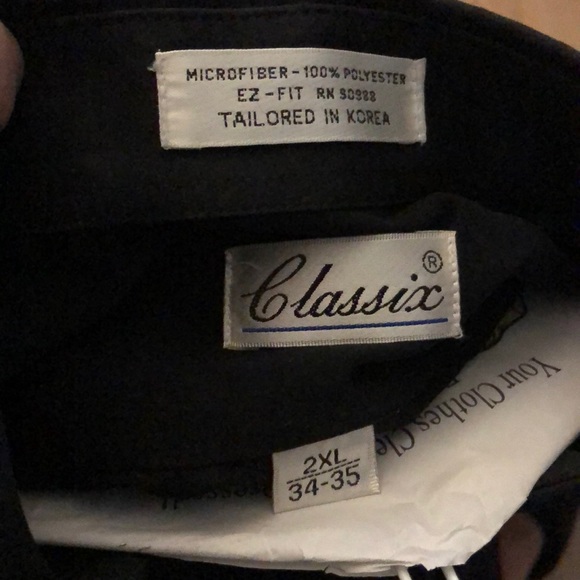 MICROFIBER-100% POLYESTER
EZ-FIT RN 90988
TAILORED IN KOREA
Classix®
2XL
34-35
Your Clothes Cle